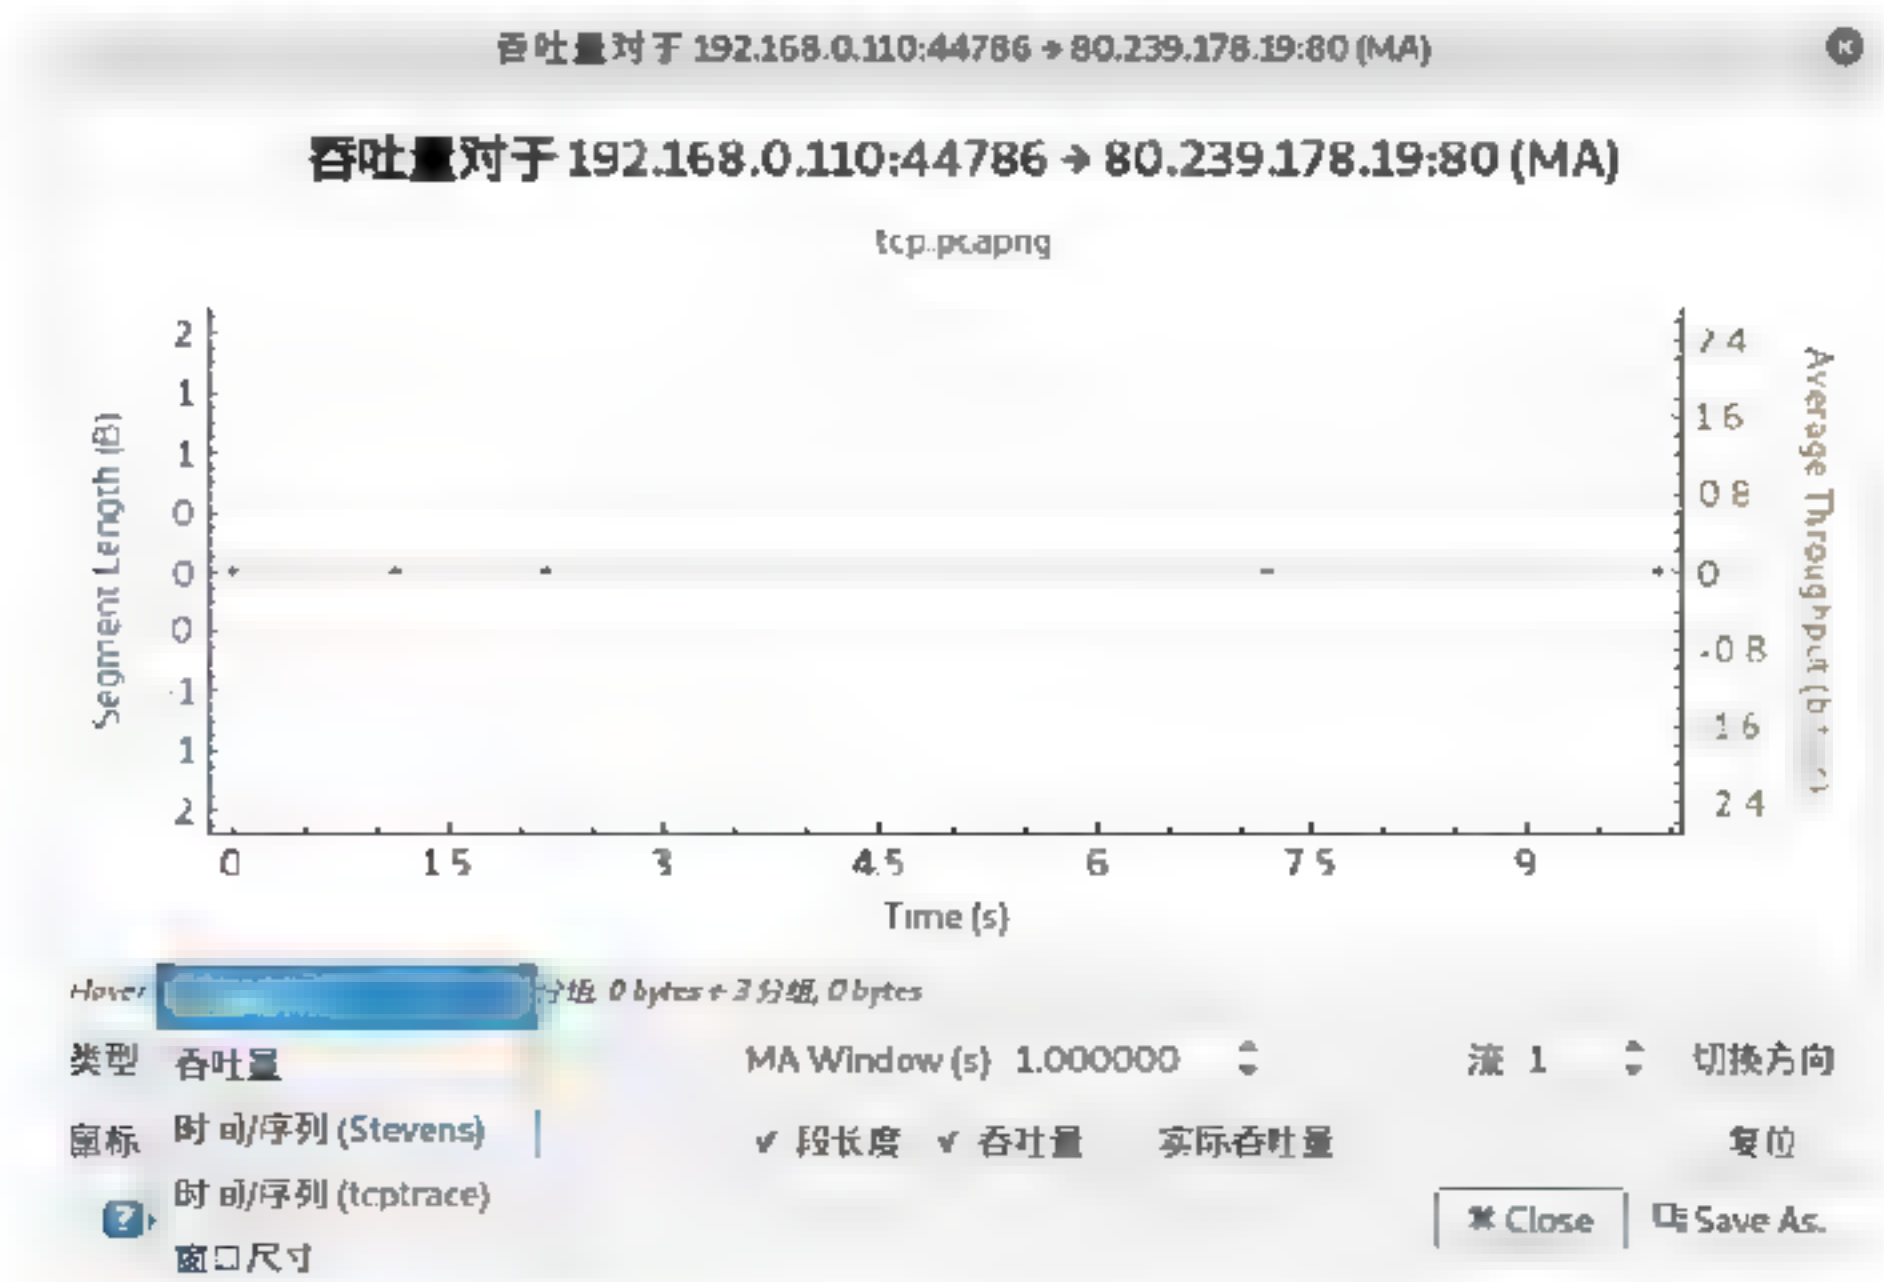 吞吐量对于 192.168.0.110:44786 → 80.239.178.19:80 (MA)
吞吐量对于 192.168.0.110:44786 → 80.239.178.19:80 (MA)
tcp.pcapng
Segment Length (B)
2
1
1
0
0
0
-1
1
2
2.4
1.6
0.8
0
-0.8
1.6
2.4
Average Throughput
0 1.5 3 4.5 6 7.5 9
Time (s)
Hover 分组, 0 bytes ← 3 分组, 0 bytes
类型 吞吐量 MA Window (s) 1.000000 流 1 切换方向
鼠标 时间/序列 (Stevens) ✓ 段长度 ✓ 吞吐量 实际吞吐量 复位
时间/序列 (tcptrace)
? ✖ Close Save As.
窗口尺寸